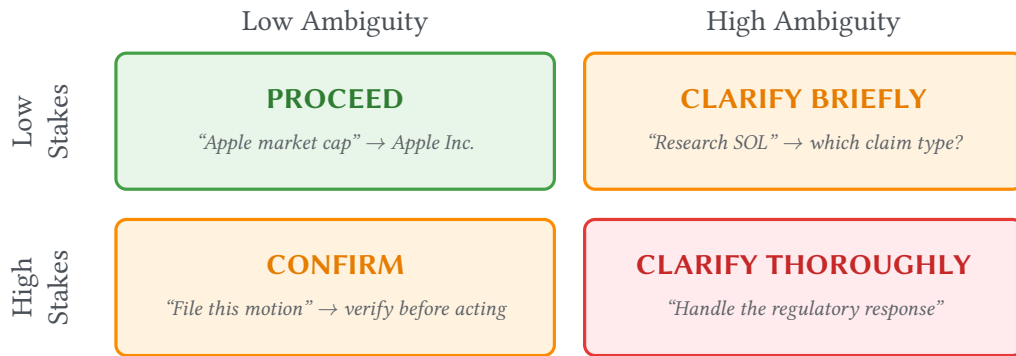 Low Ambiguity
High Ambiguity
Low
Stakes
PROCEED
“Apple market cap” → Apple Inc.
CLARIFY BRIEFLY
“Research SOL” → which claim type?
High
Stakes
CONFIRM
“File this motion” → verify before acting
CLARIFY THOROUGHLY
“Handle the regulatory response”